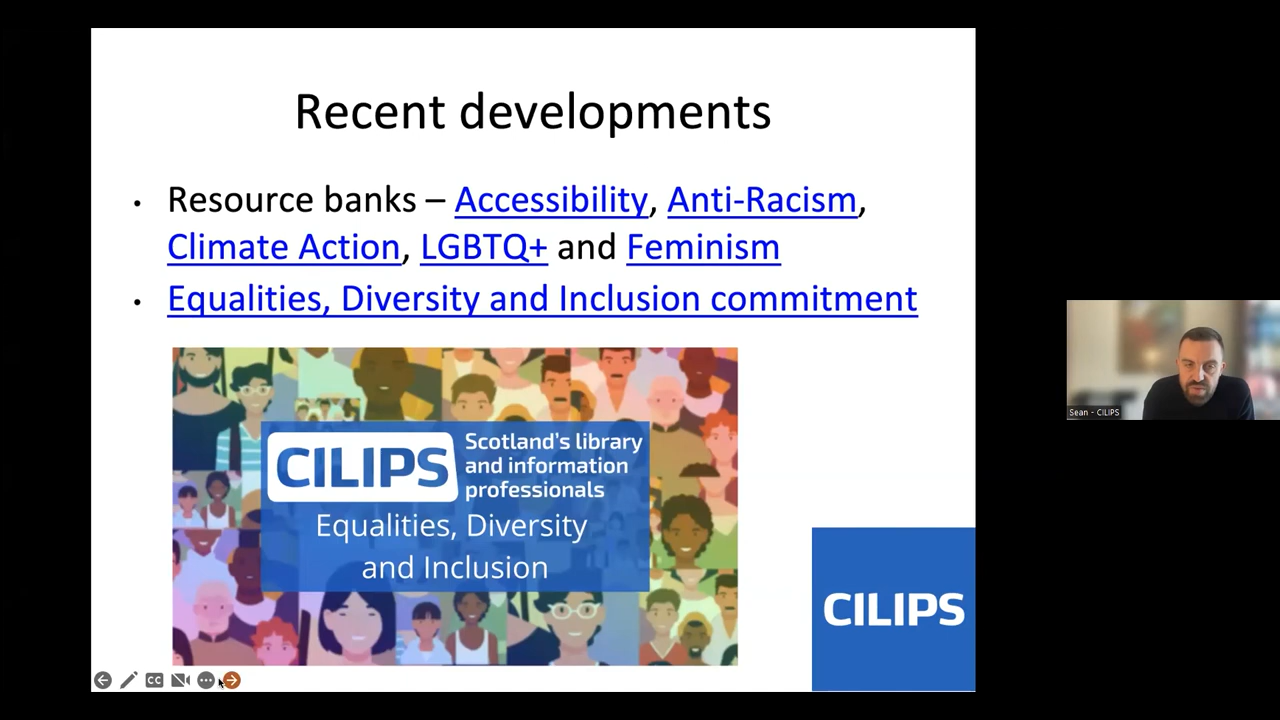 Recent developments
• Resource banks – Accessibility, Anti-Racism,
Climate Action, LGBTQ+ and Feminism
• Equalities, Diversity and Inclusion commitment
CILIPS
Scotland's library
and information
professionals
Equalities, Diversity
and Inclusion
CILIPS
CC
Sean - CILIPS